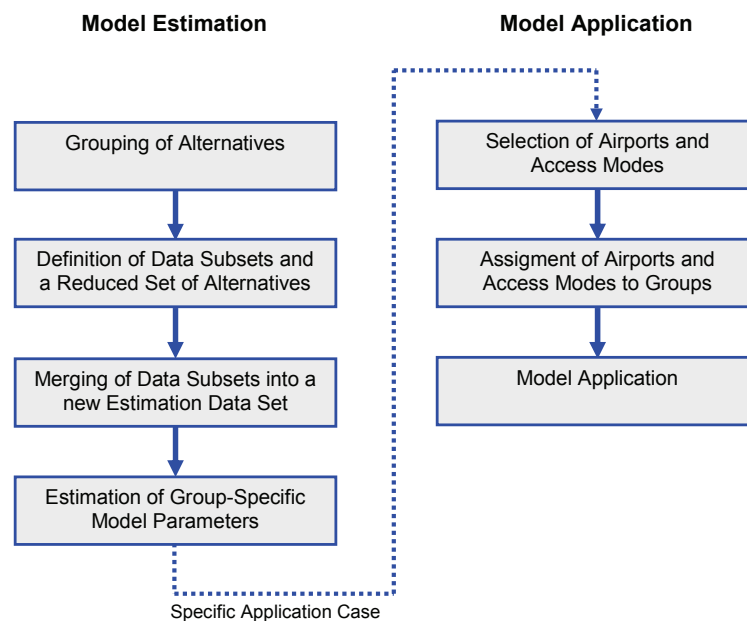 Model Estimation
Grouping of Alternatives
Definition of Data Subsets and
a Reduced Set of Alternatives
Merging of Data Subsets into a
new Estimation Data Set
Estimation of Group-Specific
Model Parameters
Specific Application Case
Model Application
Selection of Airports and
Access Modes
Assigment of Airports and
Access Modes to Groups
Model Application